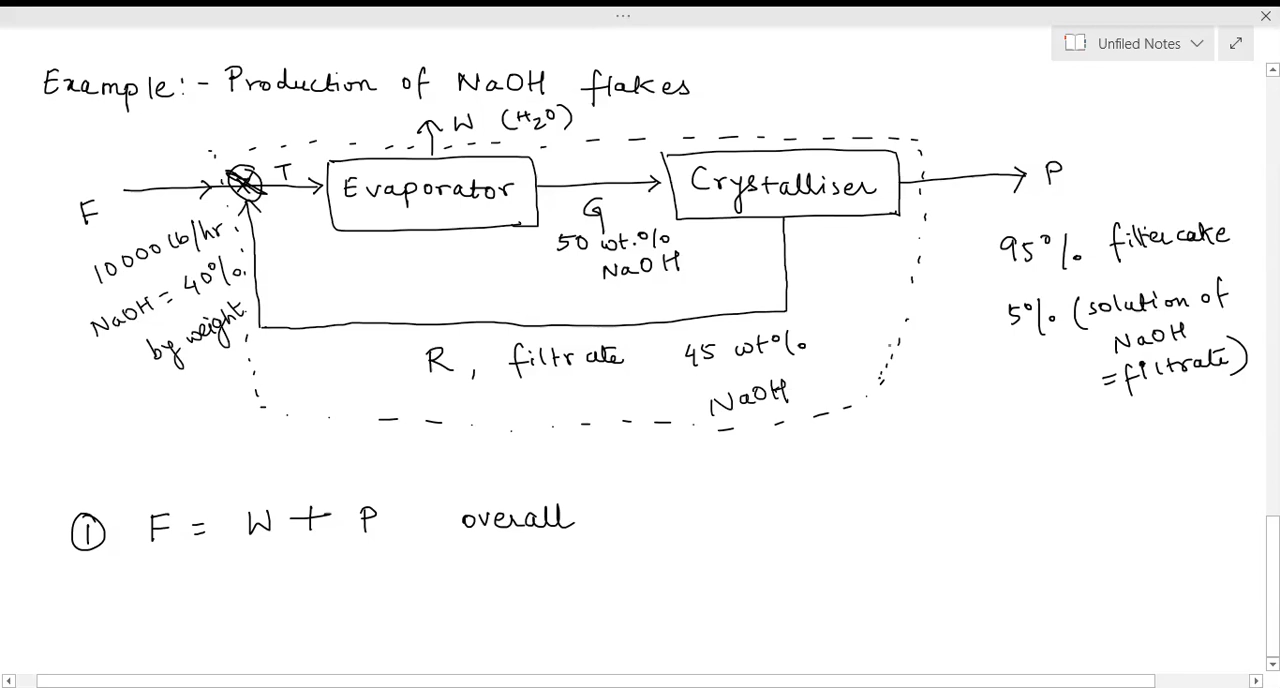 Unfiled Notes
Example:- Production of NaOH flakes
W (H₂O)
T
Evaporator
Crystalliser
P
F
10000 lb/hr
NaOH = 40%
by weight
G
50 wt.%
NaOH
95% filtercake
5% (solution of
NaOH
= filtrate)
R, filtrate 45 wt%
NaOH
① F = W + P overall